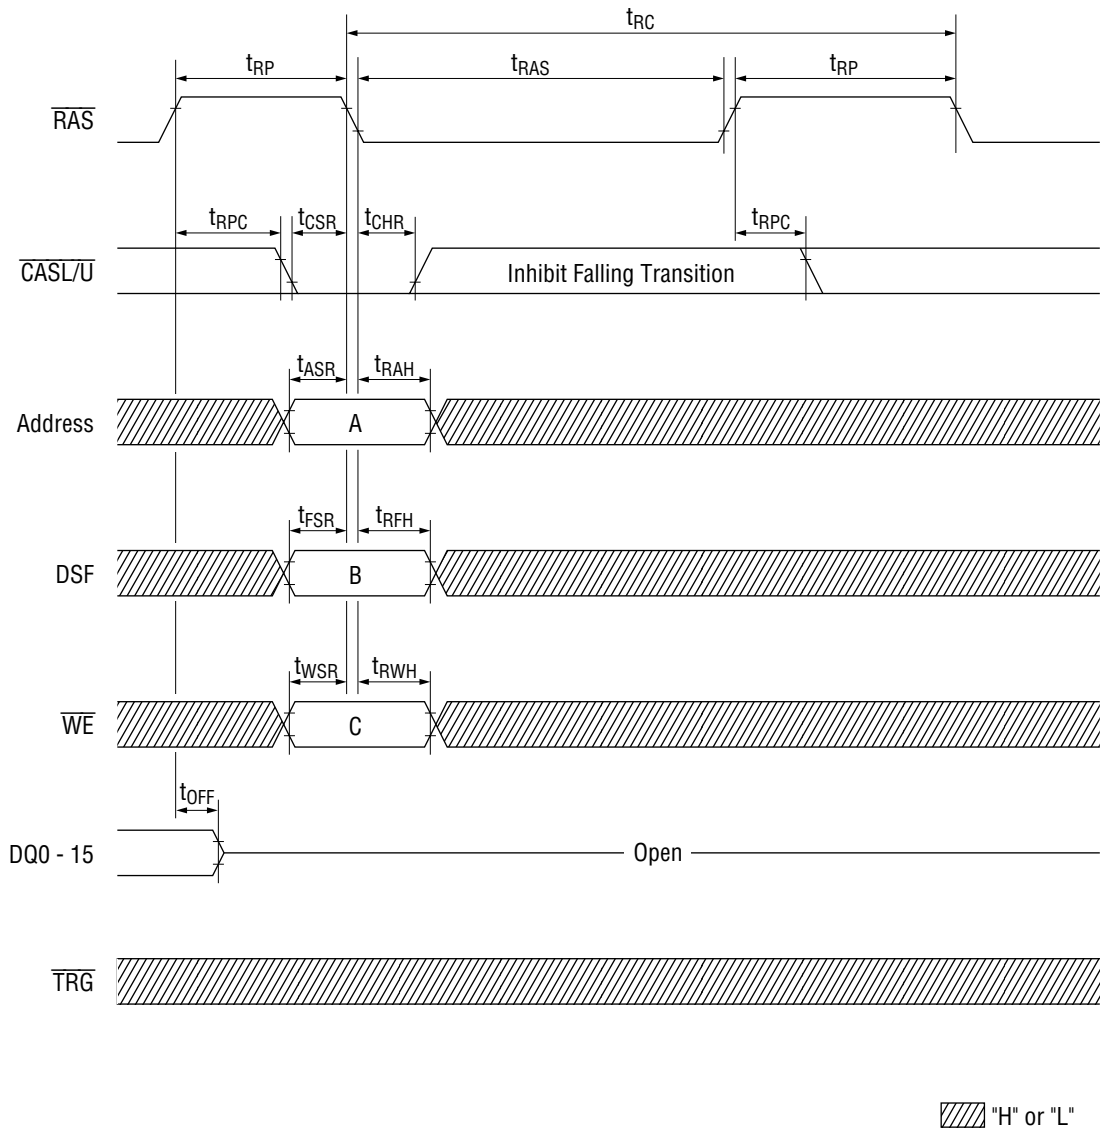 tRC
tRP tRAS tRP
RAS
tRPC tCSR tCHR tRPC
CASL/U Inhibit Falling Transition
tASR tRAH
Address A
tFSR tRFH
DSF B
tWSR tRWH
WE C
tOFF
DQ0 - 15 Open
TRG
"H" or "L"